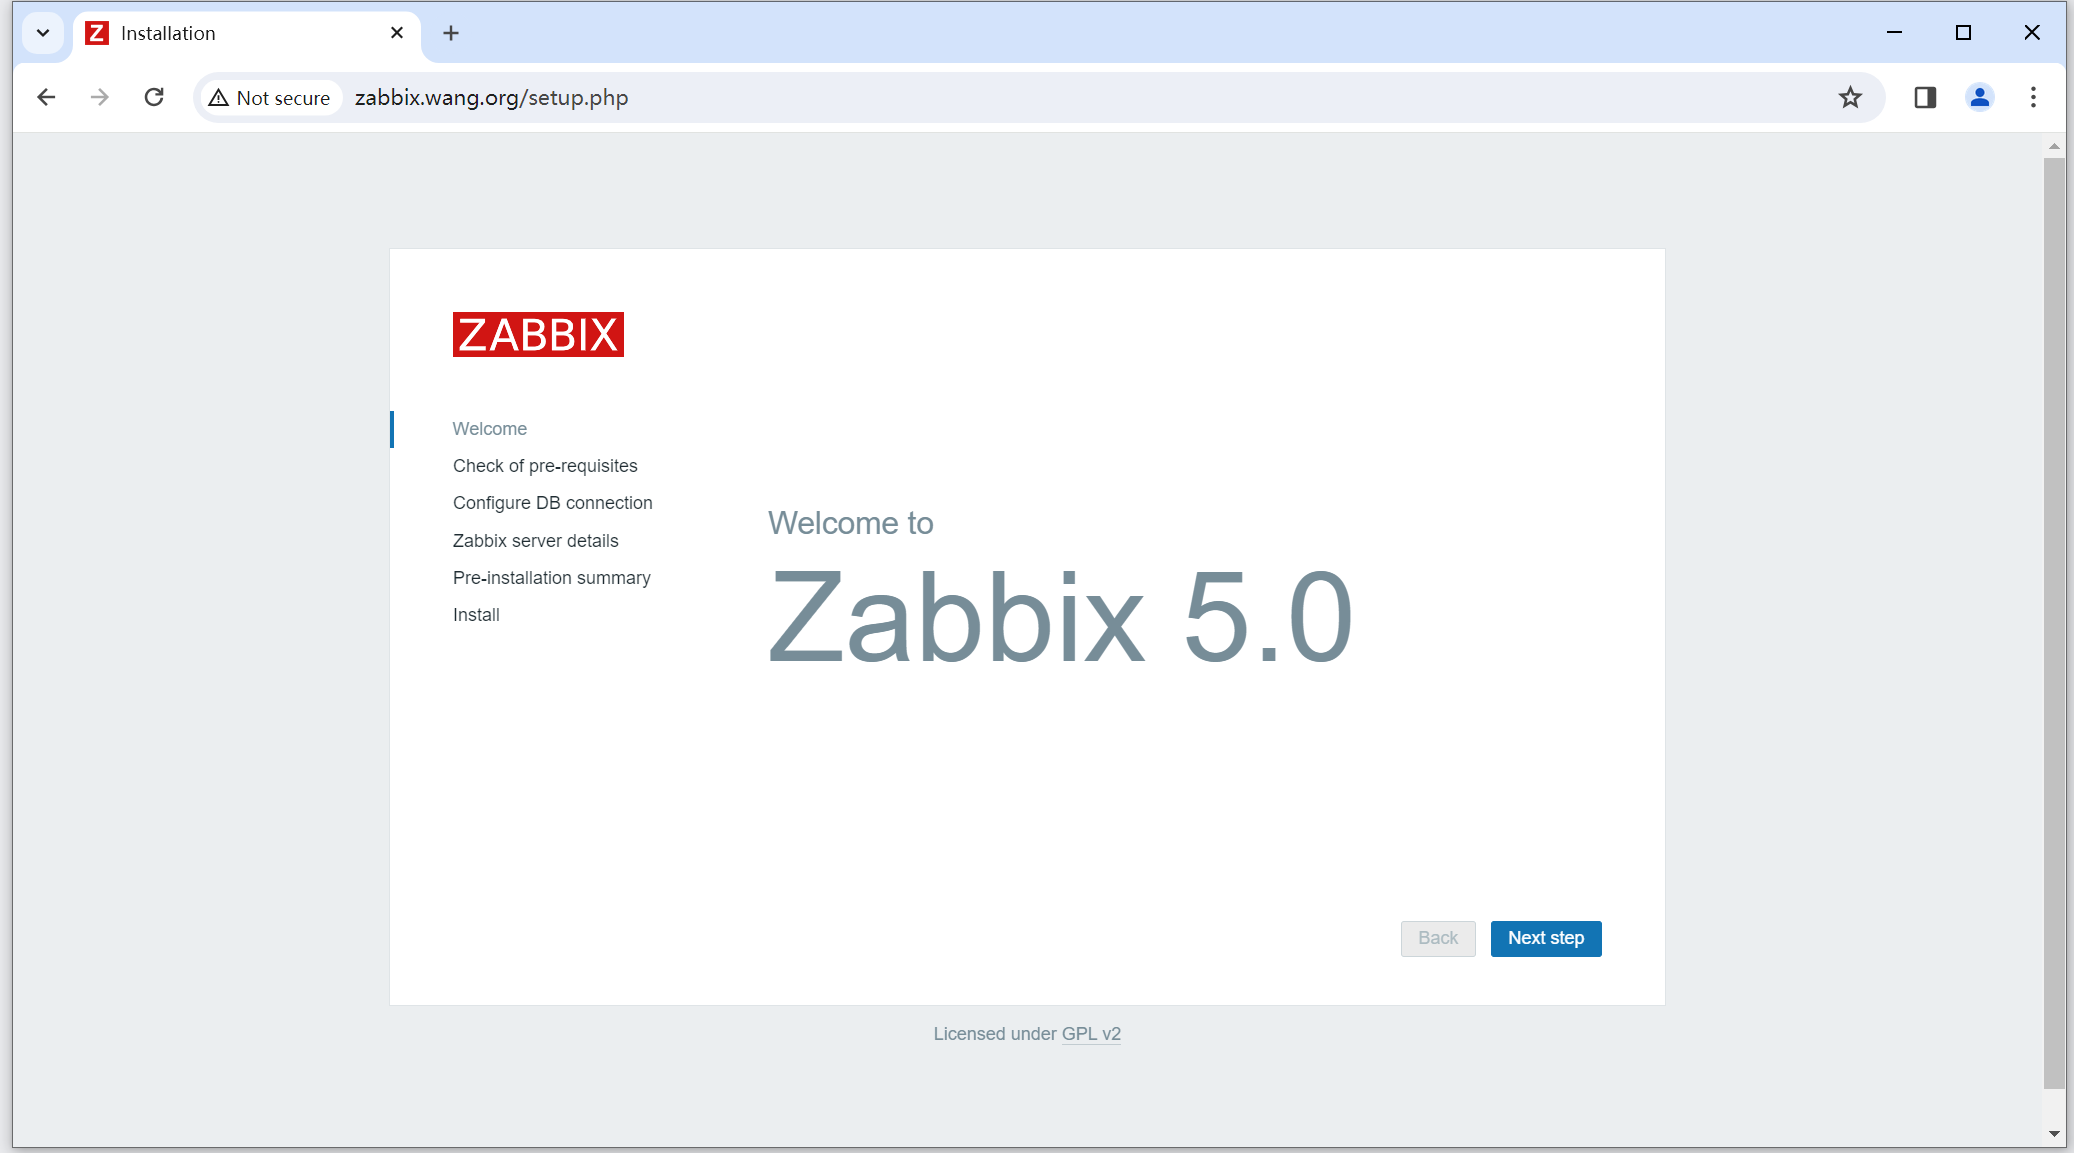 Z Installation
Not secure zabbix.wang.org/setup.php
ZABBIX
Welcome
Check of pre-requisites
Configure DB connection
Zabbix server details
Pre-installation summary
Install
Welcome to
Zabbix 5.0
Back Next step
Licensed under GPL v2